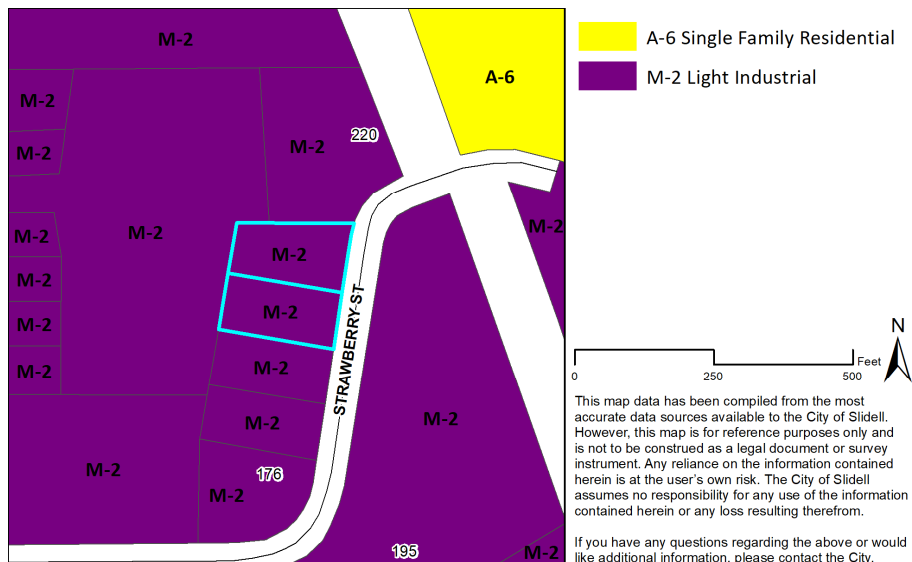 M-2
A-6 Single Family Residential
A-6
M-2 Light Industrial
M-2
220
M-2
M-2
M-2
M-2
M-2
M-2
M-2
M-2
M-2
N
M-2
STRAWBERRY ST
Feet
M-2
M-2
0
250
500
M-2
M-2
M-2
176
M-2
195
M-2
This map data has been compiled from the most
accurate data sources available to the City of Slidell.
However, this map is for reference purposes only and
is not to be construed as a legal document or survey
instrument. Any reliance on the information contained
herein is at the user's own risk. The City of Slidell
assumes no responsibility for any use of the information
contained herein or any loss resulting therefrom.
If you have any questions regarding the above or would
like additional information, please contact the City.